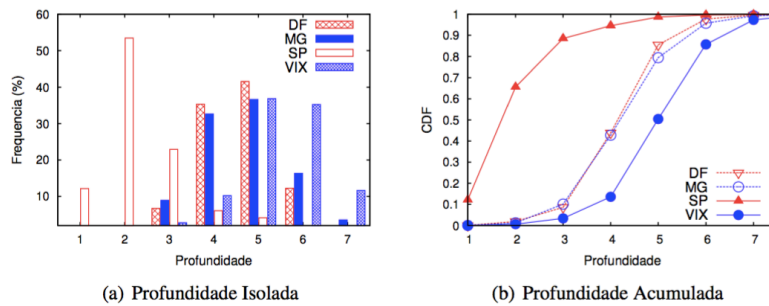 60
50
40
30
20
10
Frequencia (%)
DF
MG
SP
VIX
1 2 3 4 5 6 7
Profundidade
(a) Profundidade Isolada
1
0.9
0.8
0.7
0.6
0.5
0.4
0.3
0.2
0.1
0
CDF
DF
MG
SP
VIX
1 2 3 4 5 6 7
Profundidade
(b) Profundidade Acumulada